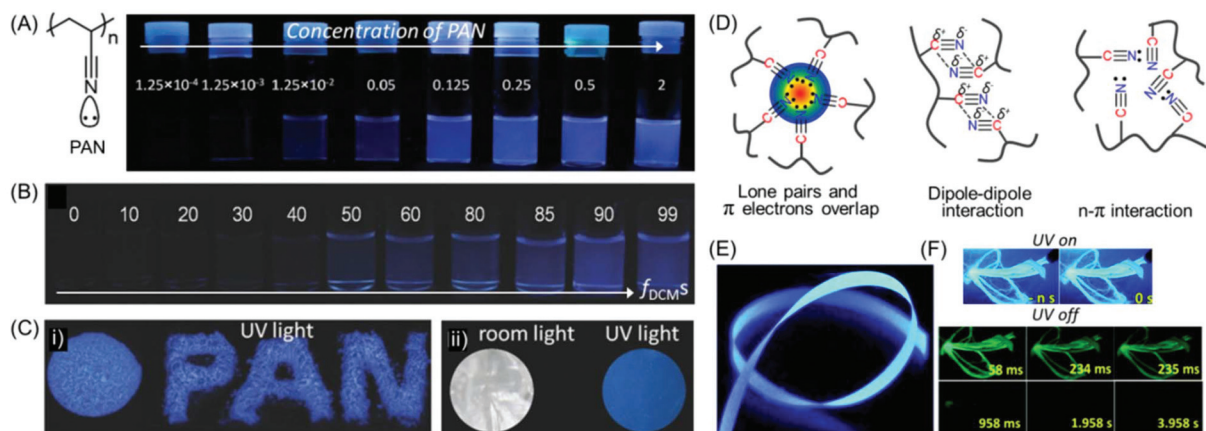 (A)
n
PAN
Concentration of PAN
1.25×10⁻⁴ 1.25×10⁻³ 1.25×10⁻² 0.05 0.125 0.25 0.5 2
(B)
0 10 20 30 40 50 60 80 85 90 99
fDCMs
(C)
i) UV light
PAN
ii) room light UV light
(D)
δ⁺ δ⁻
C≡N
δ⁻ δ⁺
N≡C
δ⁺ δ⁻
C≡N
δ⁻ δ⁺
N≡C
Lone pairs and
π electrons overlap
Dipole-dipole
interaction
n-π interaction
(E)
(F)
UV on
- n s 0 s
UV off
58 ms 234 ms 235 ms
958 ms 1.958 s 3.958 s